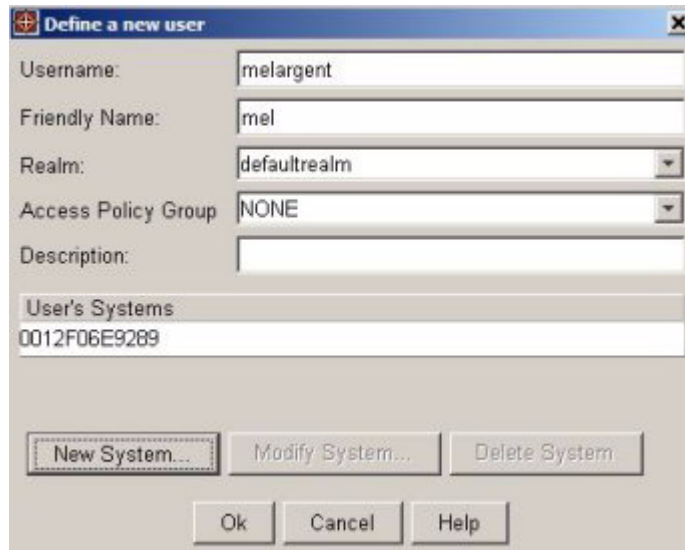 Define a new user
Username: melargent
Friendly Name: mel
Realm: defaultrealm
Access Policy Group NONE
Description:
User's Systems
0012F06E9289
New System... Modify System... Delete System
Ok Cancel Help